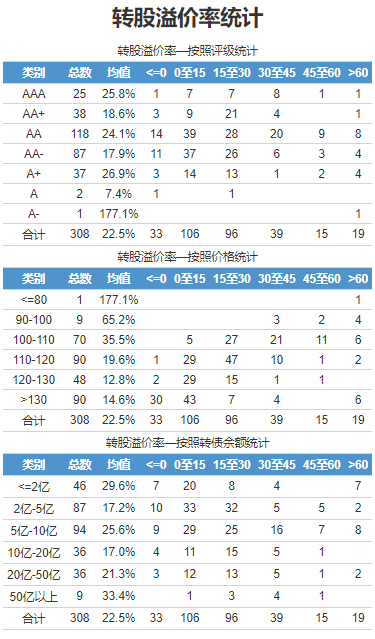 转股溢价率统计
转股溢价率—按照评级统计
类别 总数 均值 <=0 0至15 15至30 30至45 45至60 >60
AAA 25 25.8% 1 7 7 8 1 1
AA+ 38 18.6% 3 9 21 4 1
AA 118 24.1% 14 39 28 20 9 8
AA- 87 17.9% 11 37 26 6 3 4
A+ 37 26.9% 3 14 13 1 2 4
A 2 7.4% 1 1
A- 1 177.1% 1
合计 308 22.5% 33 106 96 39 15 19
转股溢价率—按照价格统计
类别 总数 均值 <=0 0至15 15至30 30至45 45至60 >60
<=80 1 177.1% 1
90-100 9 65.2% 3 2 4
100-110 70 35.5% 5 27 21 11 6
110-120 90 19.6% 1 29 47 10 1 2
120-130 48 12.8% 2 29 15 1 1
>130 90 14.6% 30 43 7 4 6
合计 308 22.5% 33 106 96 39 15 19
转股溢价率—按照转债余额统计
类别 总数 均值 <=0 0至15 15至30 30至45 45至60 >60
<=2亿 46 29.6% 7 20 8 4 7
2亿-5亿 87 17.2% 10 33 32 5 5 2
5亿-10亿 94 25.6% 9 29 25 16 7 8
10亿-20亿 36 17.0% 4 11 15 5 1
20亿-50亿 36 21.3% 3 12 13 5 1 2
50亿以上 9 33.4% 1 3 4 1
合计 308 22.5% 33 106 96 39 15 19